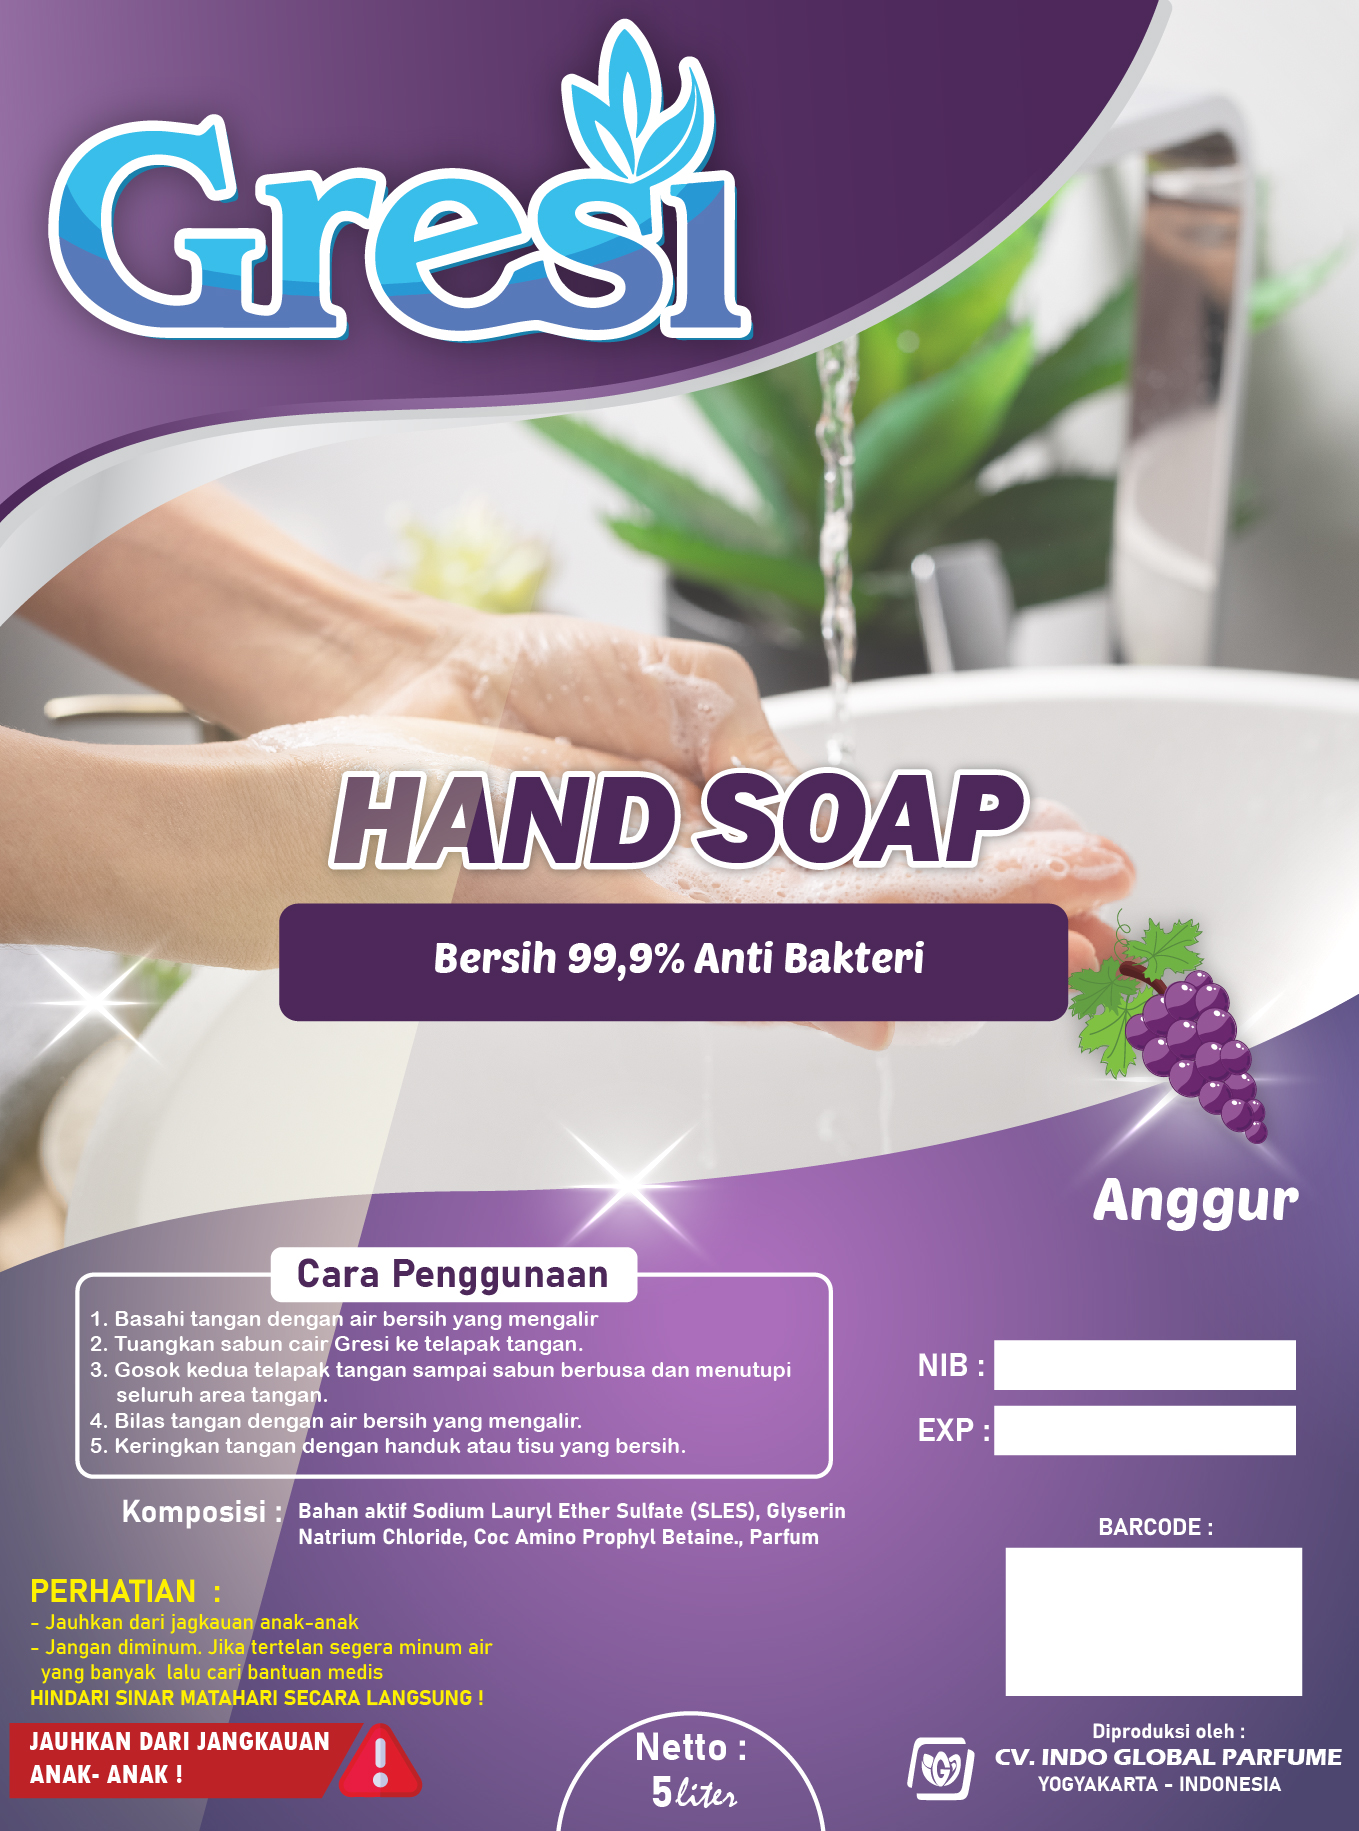 Gresi
HAND SOAP
Bersih 99,9% Anti Bakteri
Anggur
Cara Penggunaan
1. Basahi tangan dengan air bersih yang mengalir
2. Tuangkan sabun cair Gresi ke telapak tangan.
3. Gosok kedua telapak tangan sampai sabun berbusa dan menutupi
seluruh area tangan.
4. Bilas tangan dengan air bersih yang mengalir.
5. Keringkan tangan dengan handuk atau tisu yang bersih.
NIB :
EXP :
Komposisi : Bahan aktif Sodium Lauryl Ether Sulfate (SLES), Glyserin
Natrium Chloride, Coc Amino Prophyl Betaine., Parfum
BARCODE :
PERHATIAN :
- Jauhkan dari jagkauan anak-anak
- Jangan diminum. Jika tertelan segera minum air
yang banyak lalu cari bantuan medis
HINDARI SINAR MATAHARI SECARA LANGSUNG !
JAUHKAN DARI JANGKAUAN
ANAK- ANAK !
Netto :
5 liter
Diproduksi oleh :
CV. INDO GLOBAL PARFUME
YOGYAKARTA - INDONESIA